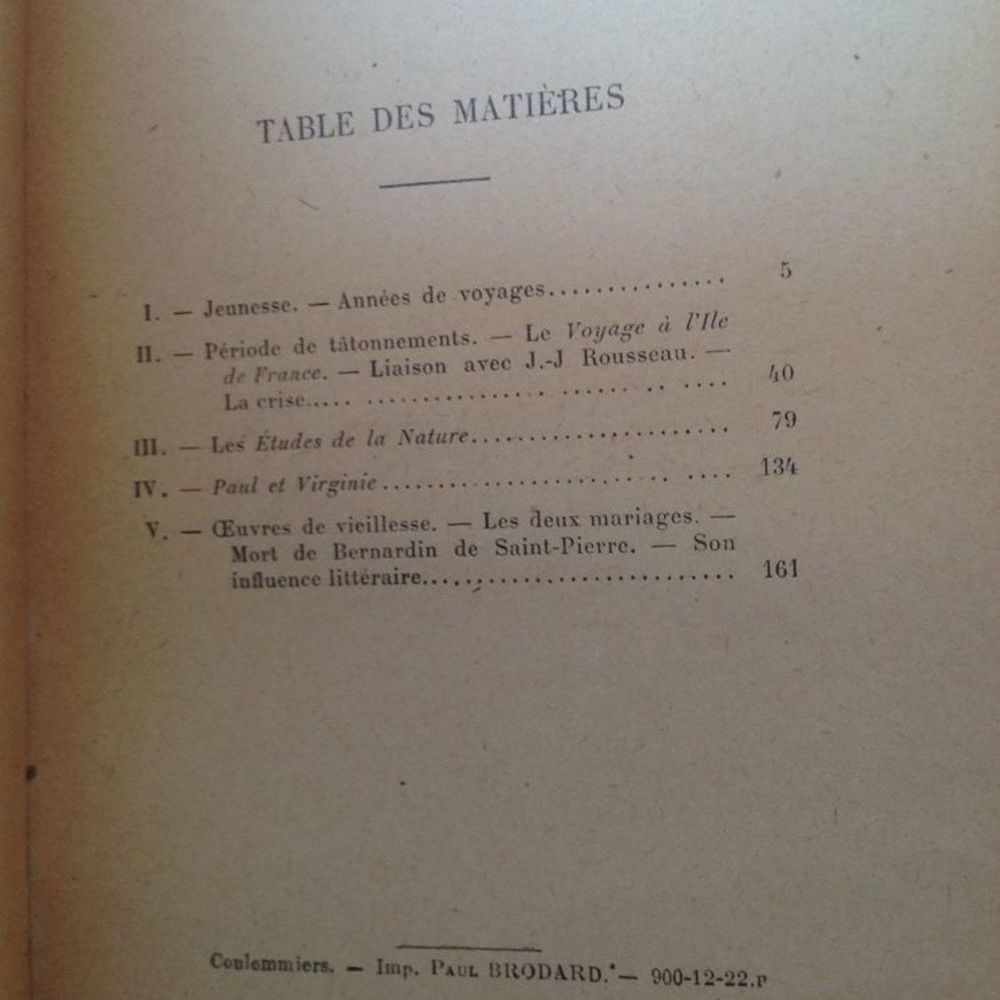 TABLE DES MATIÈRES
I. — Jeunesse. — Années de voyages............... 5
II. — Période de tâtonnements. — Le Voyage à l'Ile
de France. — Liaison avec J.-J Rousseau. —
La crise..... ................. ........ .. .... 40
III. — Les Études de la Nature....................... 79
IV. — Paul et Virginie......................... .... 134
V. — Œuvres de vieillesse. — Les deux mariages. —
Mort de Bernardin de Saint-Pierre. — Son
influence littéraire............................ 161
Coulommiers. — Imp. PAUL BRODARD. — 900-12-22.P